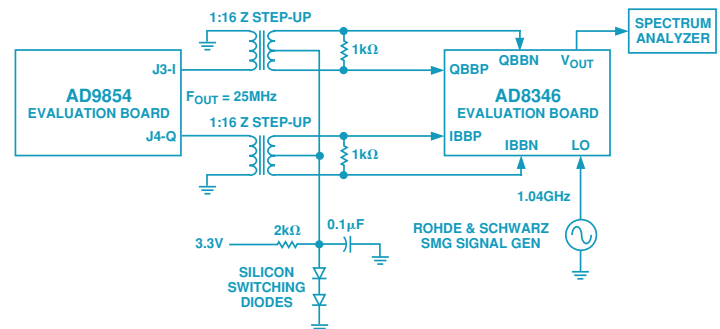 1:16 Z STEP-UP
SPECTRUM
ANALYZER
1kΩ
QBBN
VOUT
J3-I
QBBP
AD9854
EVALUATION BOARD
FOUT = 25MHz
AD8346
EVALUATION BOARD
1:16 Z STEP-UP
J4-Q
IBBP
1kΩ
IBBN
LO
1.04GHz
2kΩ
0.1μF
3.3V
ROHDE & SCHWARZ
SMG SIGNAL GEN
SILICON
SWITCHING
DIODES